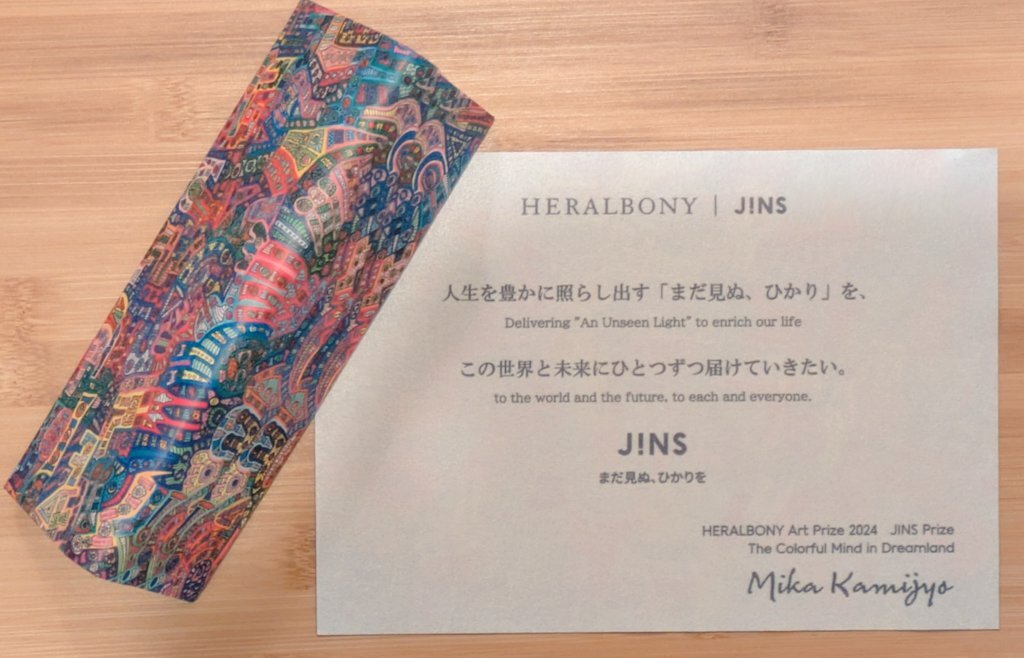 HERALBONY | J!NS
人生を豊かに照らし出す「まだ見ぬ、ひかり」を、
Delivering "An Unseen Light" to enrich our life
この世界と未来にひとつずつ届けていきたい。
to the world and the future, to each and everyone.
J!NS
まだ見ぬ、ひかりを
HERALBONY Art Prize 2024 JINS Prize
The Colorful Mind in Dreamland
Mika Kamijyo